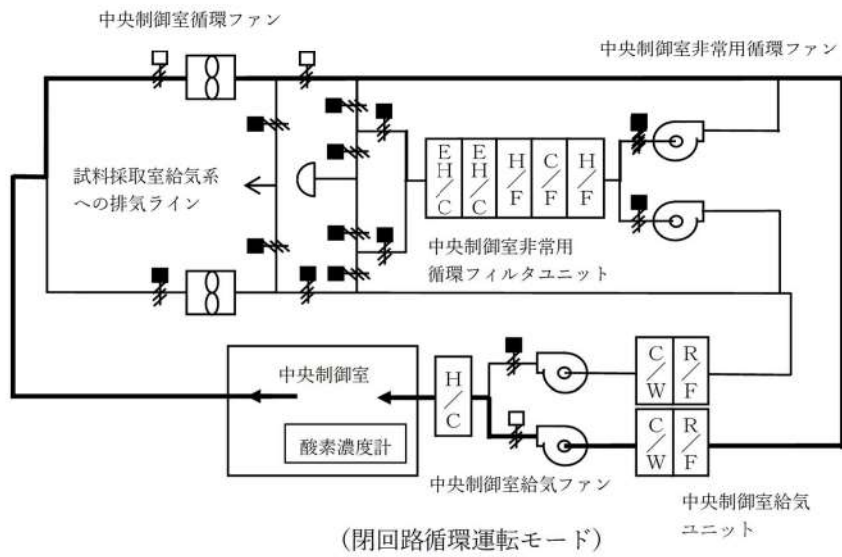 中央制御室循環ファン
中央制御室非常用循環ファン
試料採取室給気系
への排気ライン
EH/C
EH/C
H/F
C/F
H/F
中央制御室非常用
循環フィルタユニット
中央制御室
酸素濃度計
H/C
C/W
R/F
C/W
R/F
中央制御室給気ファン
中央制御室給気
ユニット
(閉回路循環運転モード)